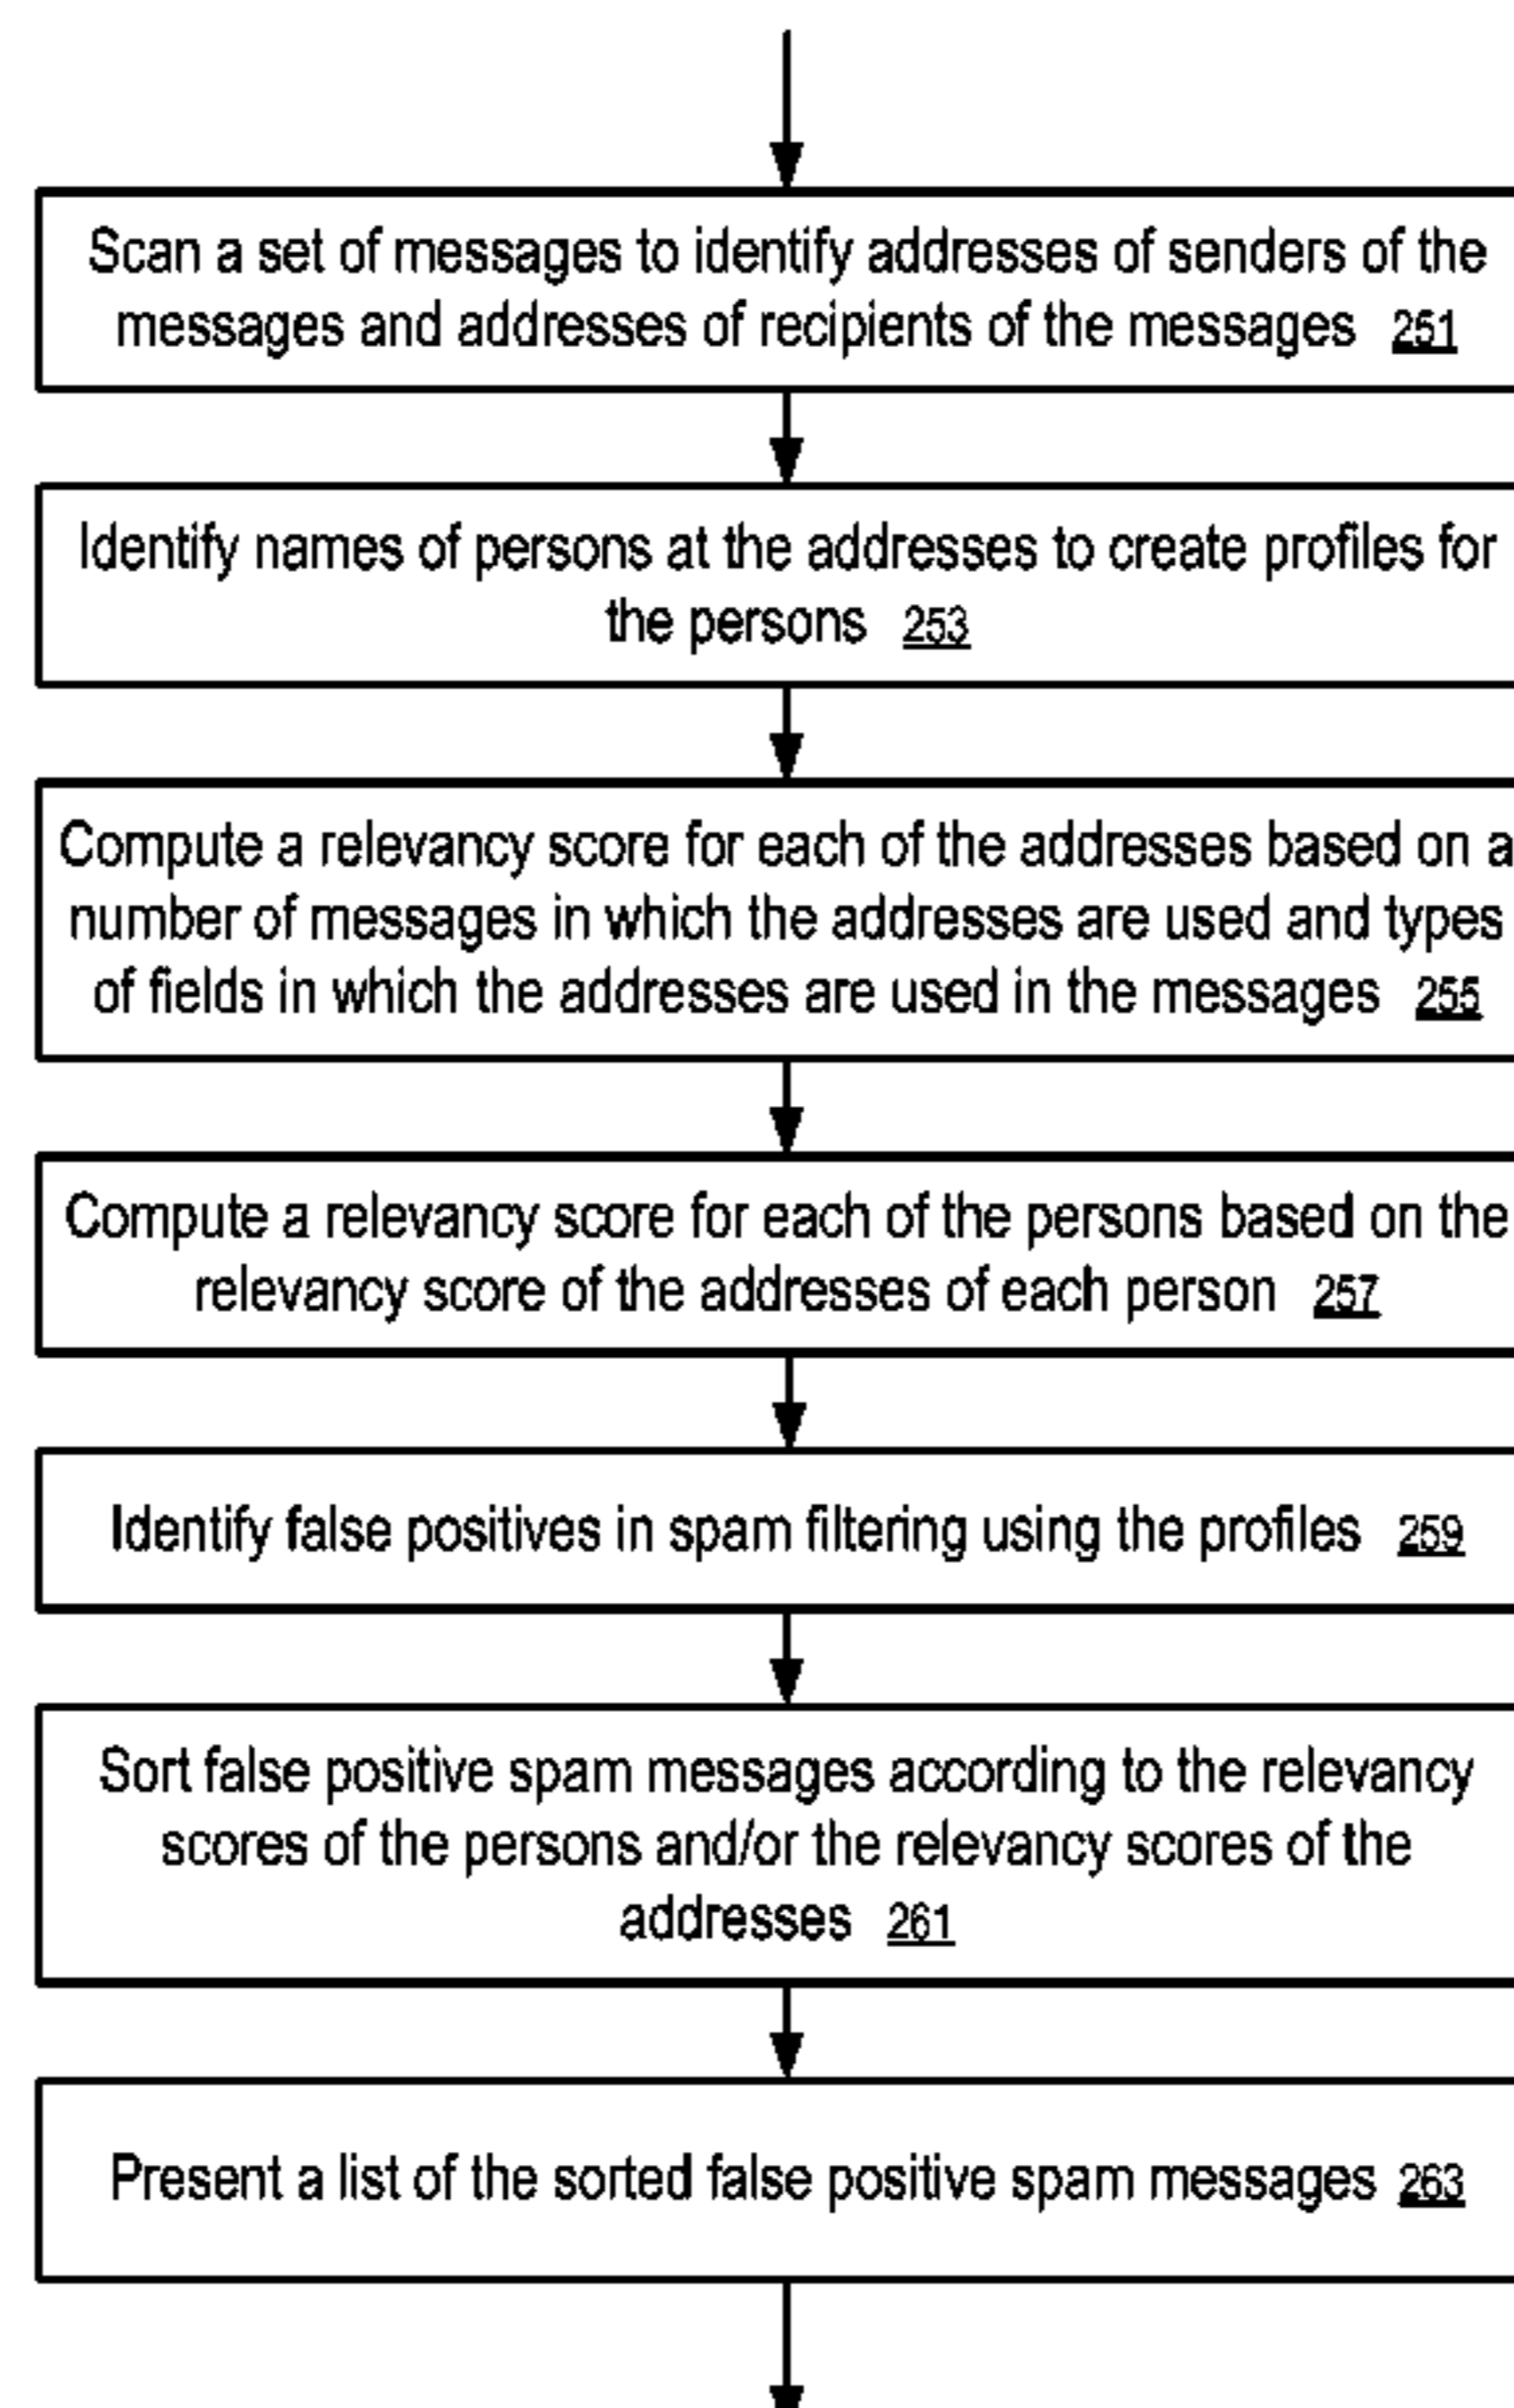 Scan a set of messages to identify addresses of senders of the
messages and addresses of recipients of the messages 251
Identify names of persons at the addresses to create profiles for
the persons 253
Compute a relevancy score for each of the addresses based on a
number of messages in which the addresses are used and types
of fields in which the addresses are used in the messages 255
Compute a relevancy score for each of the persons based on the
relevancy score of the addresses of each person 257
Identify false positives in spam filtering using the profiles 259
Sort false positive spam messages according to the relevancy
scores of the persons and/or the relevancy scores of the
addresses 261
Present a list of the sorted false positive spam messages 263